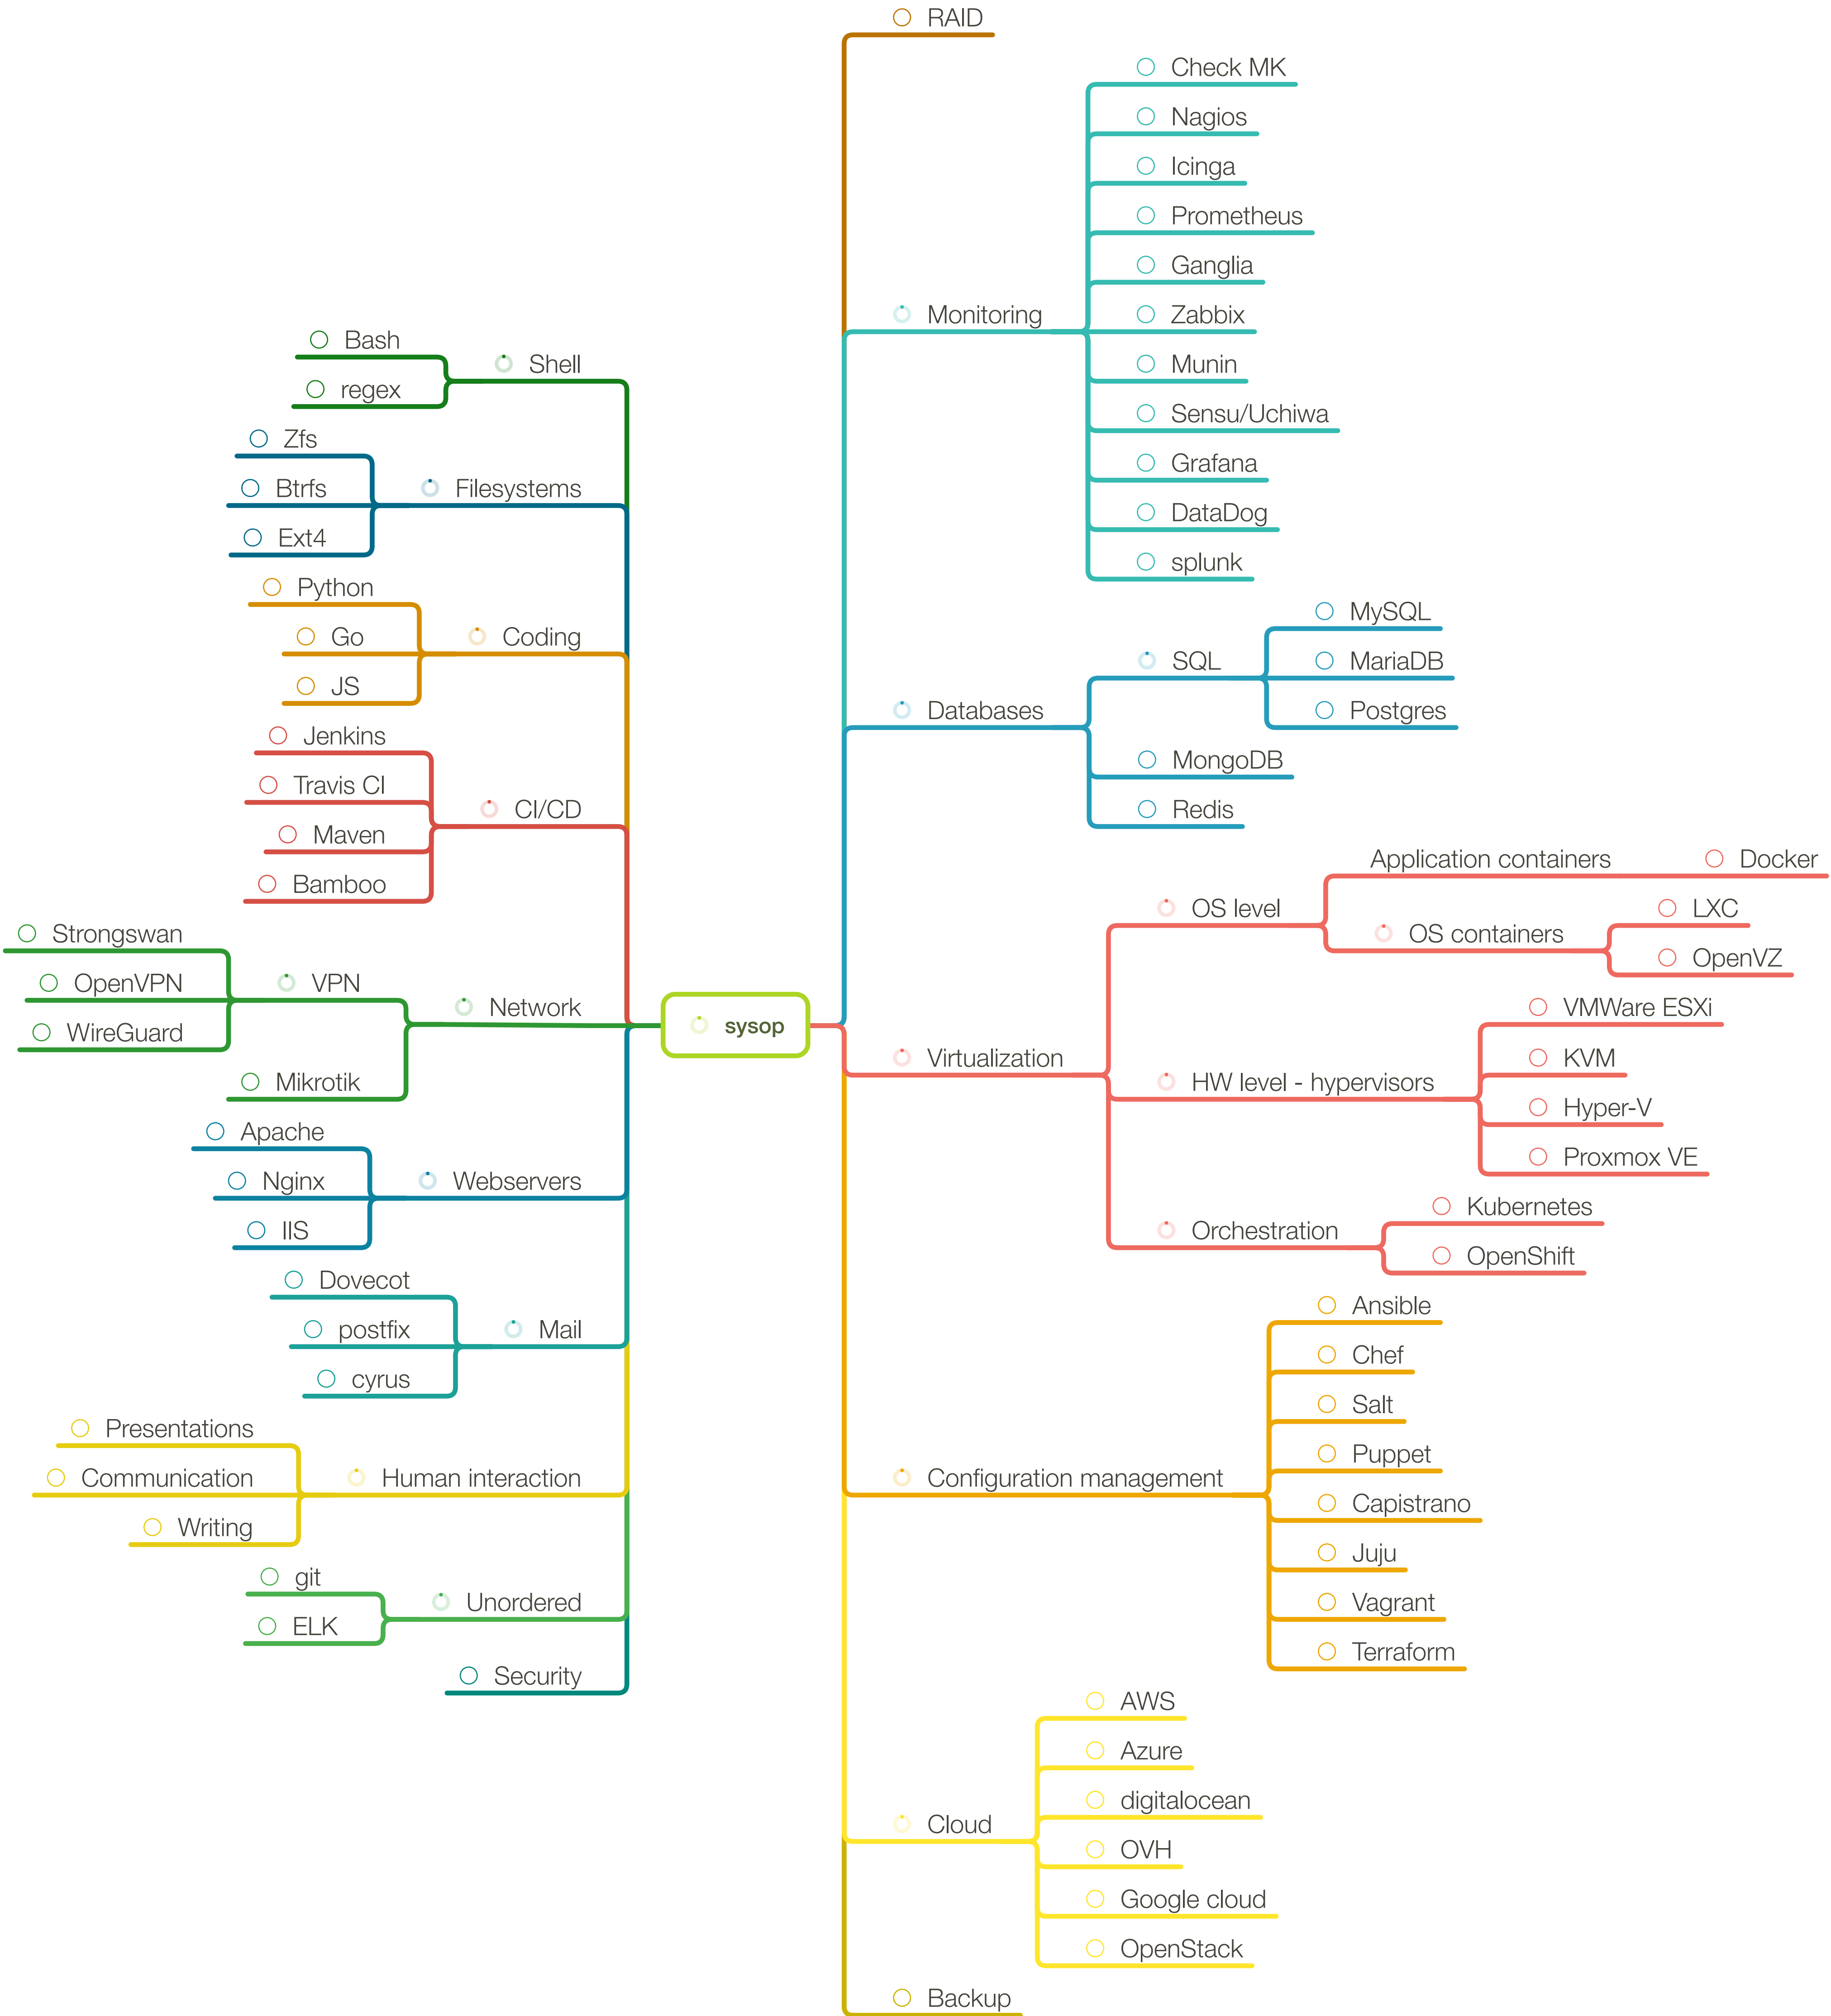 RAID
Check MK
Nagios
Icinga
Prometheus
Ganglia
Monitoring
Zabbix
Munin
Sensu/Uchiwa
Grafana
DataDog
splunk
MySQL
SQL
MariaDB
Databases
Postgres
MongoDB
Redis
Application containers
Docker
OS level
LXC
OS containers
OpenVZ
VMWare ESXi
Virtualization
KVM
HW level - hypervisors
Hyper-V
Proxmox VE
Kubernetes
Orchestration
OpenShift
Ansible
Chef
Salt
Puppet
Configuration management
Capistrano
Juju
Vagrant
Terraform
AWS
Azure
digitalocean
Cloud
OVH
Google cloud
OpenStack
Backup
sysop
Bash
Shell
regex
Zfs
Btrfs
Filesystems
Ext4
Python
Go
Coding
JS
Jenkins
Travis CI
CI/CD
Maven
Bamboo
Strongswan
OpenVPN
VPN
Network
WireGuard
Mikrotik
Apache
Nginx
Webservers
IIS
Dovecot
postfix
Mail
cyrus
Presentations
Communication
Human interaction
Writing
git
Unordered
ELK
Security